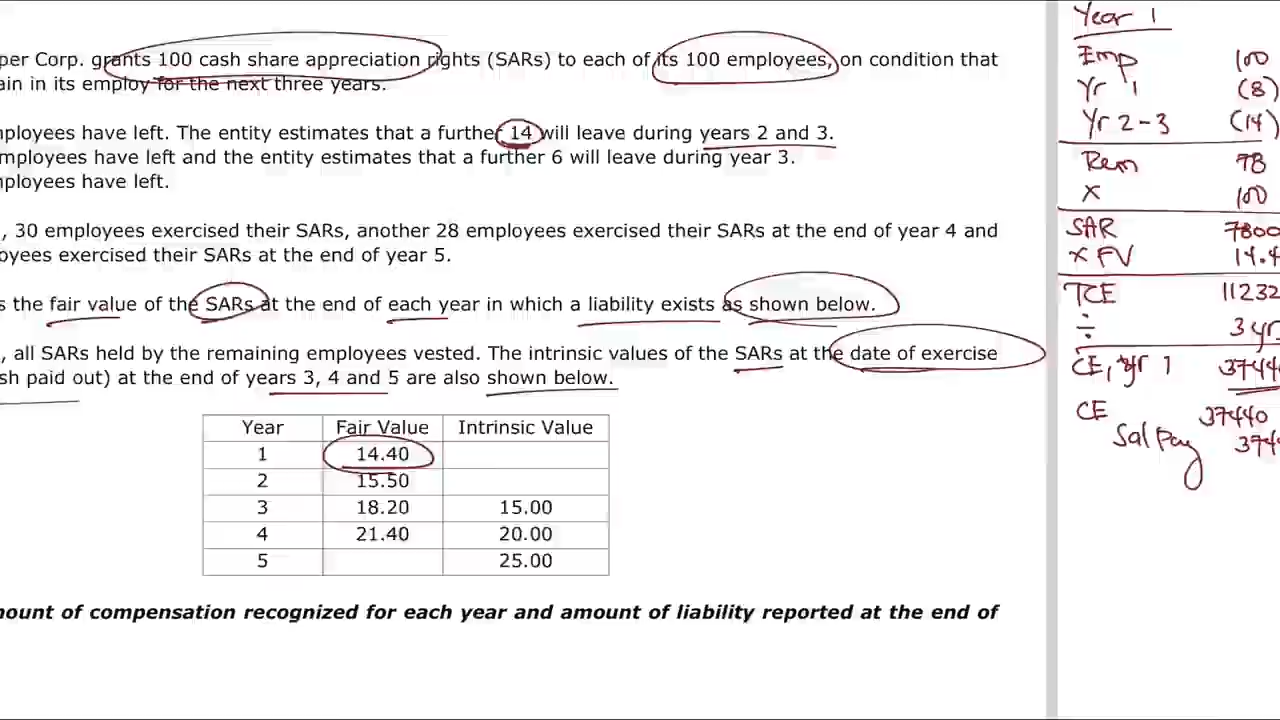 per Corp. grants 100 cash share appreciation rights (SARs) to each of its 100 employees, on condition that
ain in its employ for the next three years.
mployees have left. The entity estimates that a further 14 will leave during years 2 and 3.
mployees have left and the entity estimates that a further 6 will leave during year 3.
mployees have left.
, 30 employees exercised their SARs, another 28 employees exercised their SARs at the end of year 4 and
oyees exercised their SARs at the end of year 5.
s the fair value of the SARs at the end of each year in which a liability exists as shown below.
, all SARs held by the remaining employees vested. The intrinsic values of the SARs at the date of exercise
sh paid out) at the end of years 3, 4 and 5 are also shown below.
Year Fair Value Intrinsic Value
1 14.40
2 15.50
3 18.20 15.00
4 21.40 20.00
5 25.00
mount of compensation recognized for each year and amount of liability reported at the end of
Year 1
Emp 100
Yr 1 (8)
Yr 2-3 (14)
Rem 78
x 100
SAR 7800
x FV 14.4
TCE 11232
÷ 3 yr
CE, yr 1 37440
CE 37440
Sal Pay 374